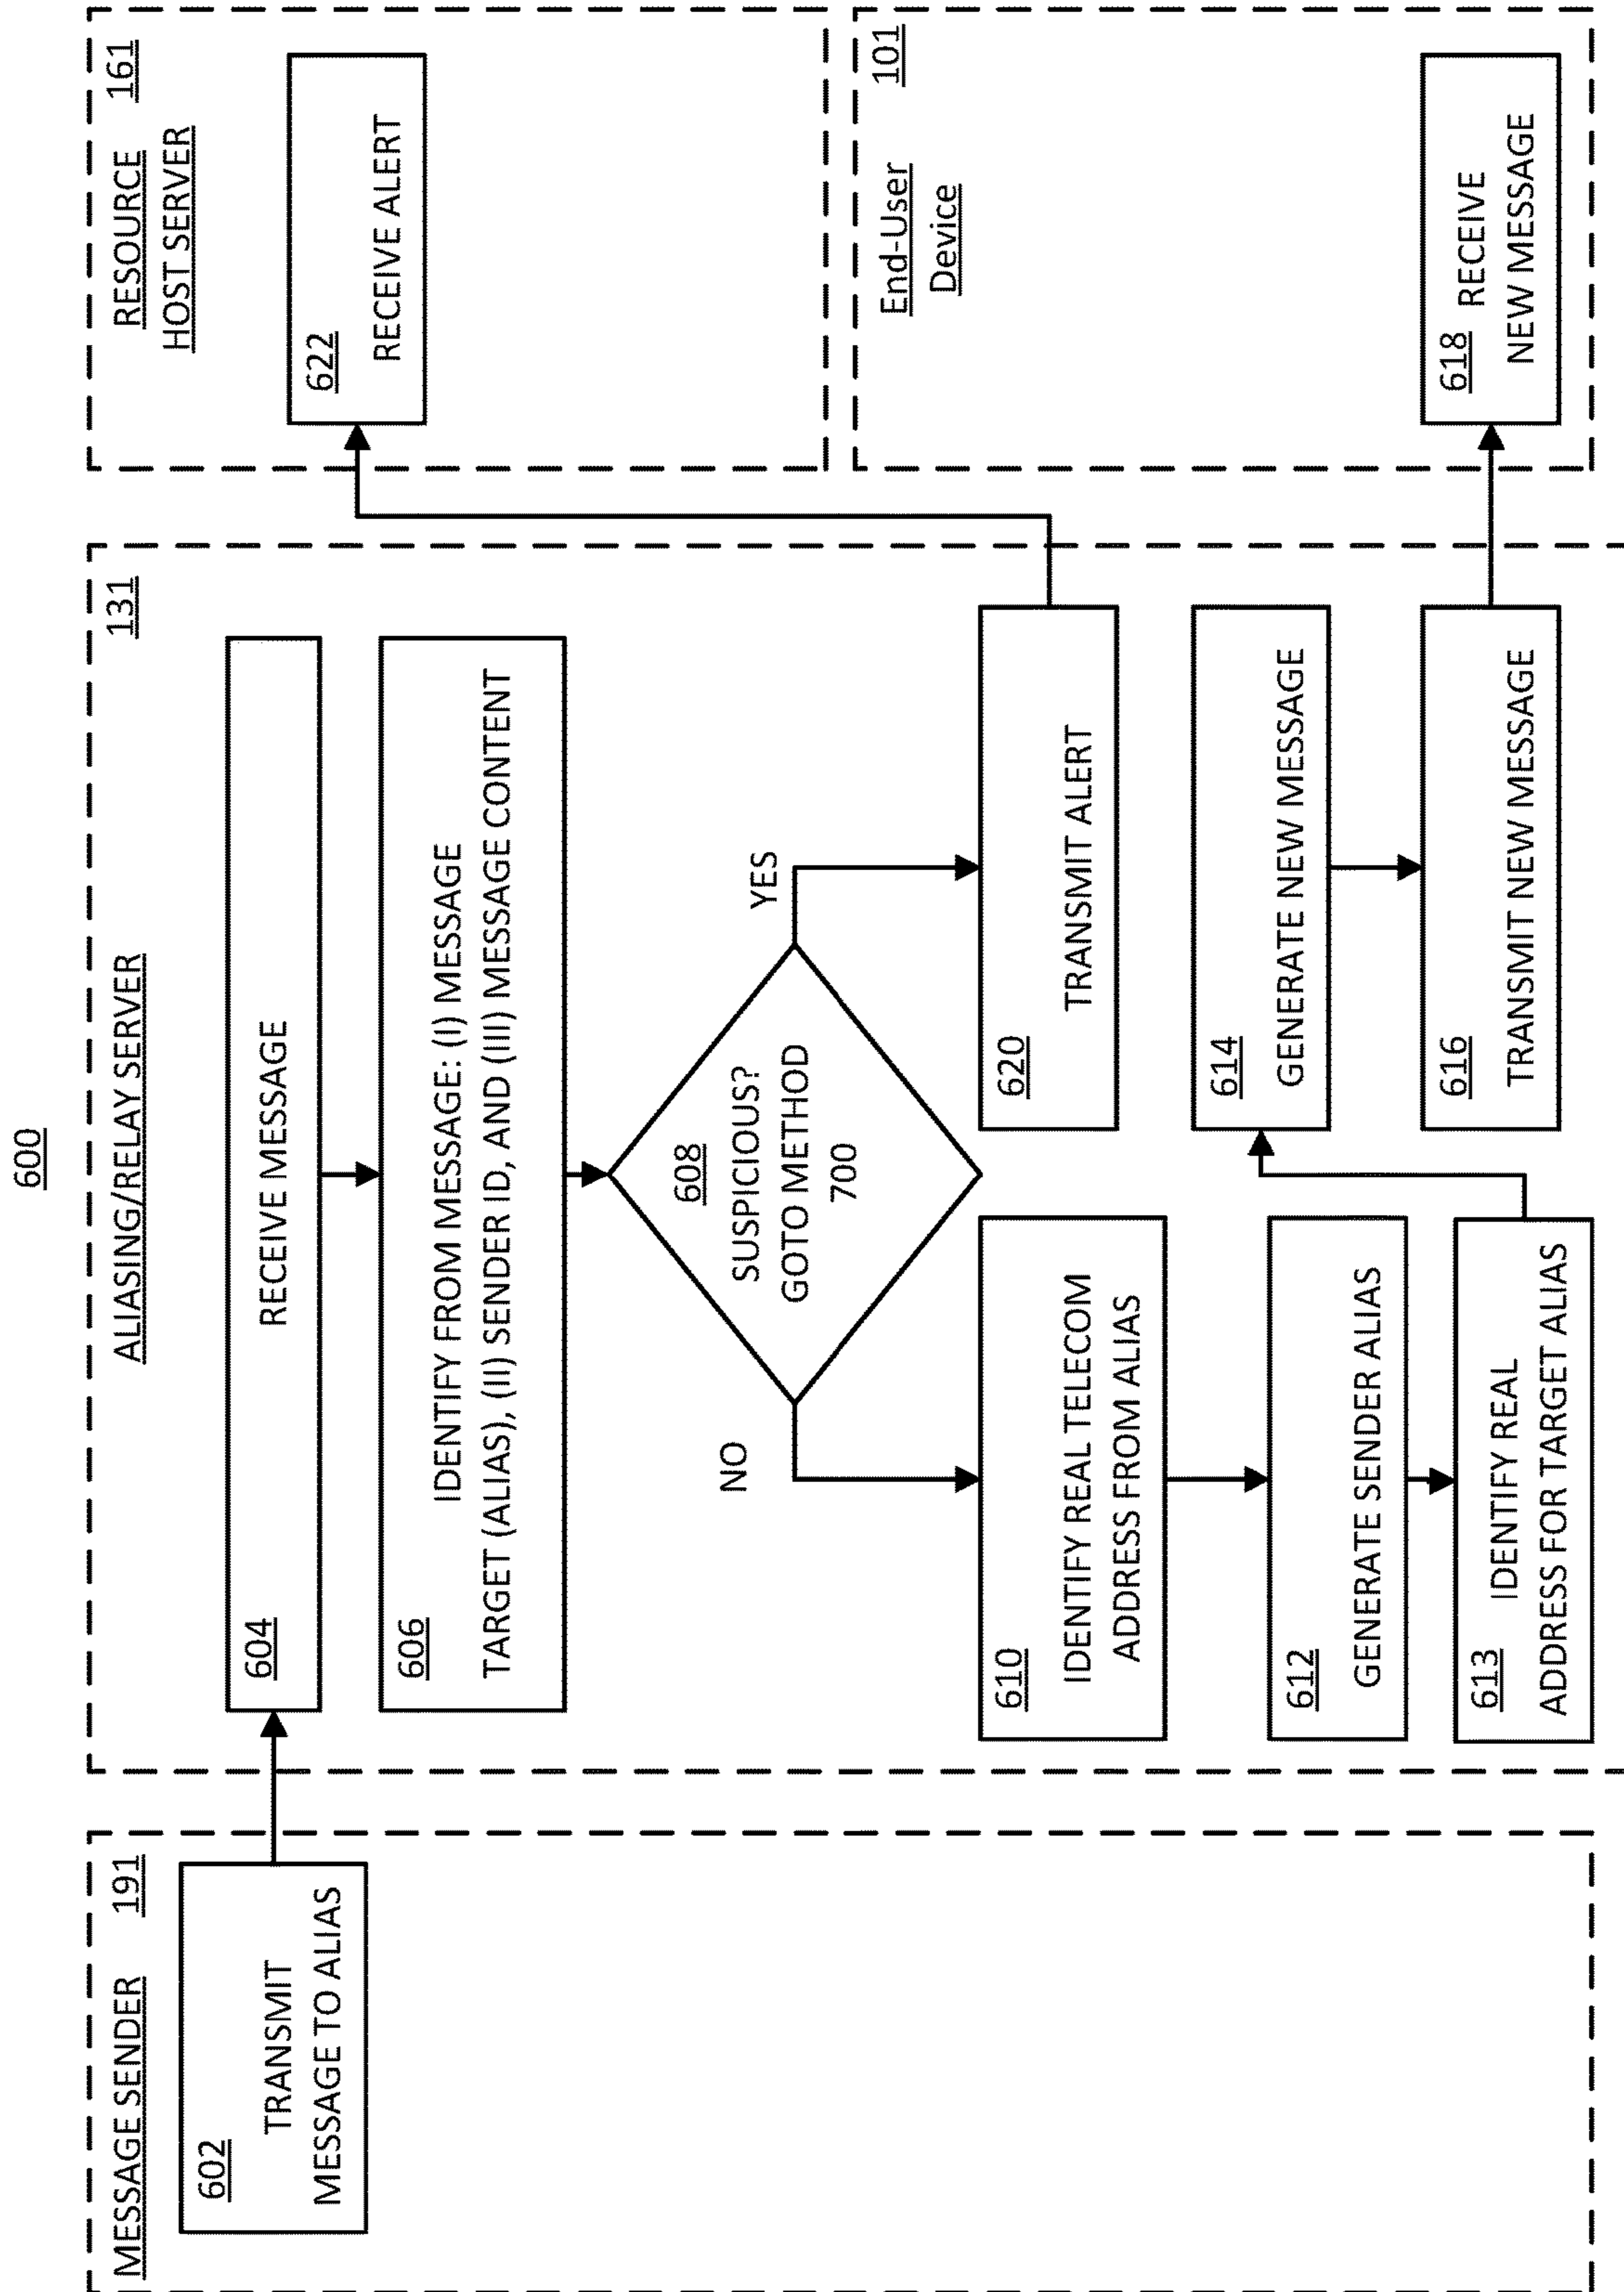 600
MESSAGE SENDER 191
602
TRANSMIT
MESSAGE TO ALIAS
ALIASING/RELAY SERVER 131
604
RECEIVE MESSAGE
606
IDENTIFY FROM MESSAGE: (I) MESSAGE
TARGET (ALIAS), (II) SENDER ID, AND (III) MESSAGE CONTENT
608
SUSPICIOUS?
GOTO METHOD
700
NO
YES
610
IDENTIFY REAL TELECOM
ADDRESS FROM ALIAS
612
GENERATE SENDER ALIAS
613
IDENTIFY REAL
ADDRESS FOR TARGET ALIAS
620
TRANSMIT ALERT
614
GENERATE NEW MESSAGE
616
TRANSMIT NEW MESSAGE
RESOURCE 161
HOST SERVER
622
RECEIVE ALERT
End-User 101
Device
618 RECEIVE
NEW MESSAGE